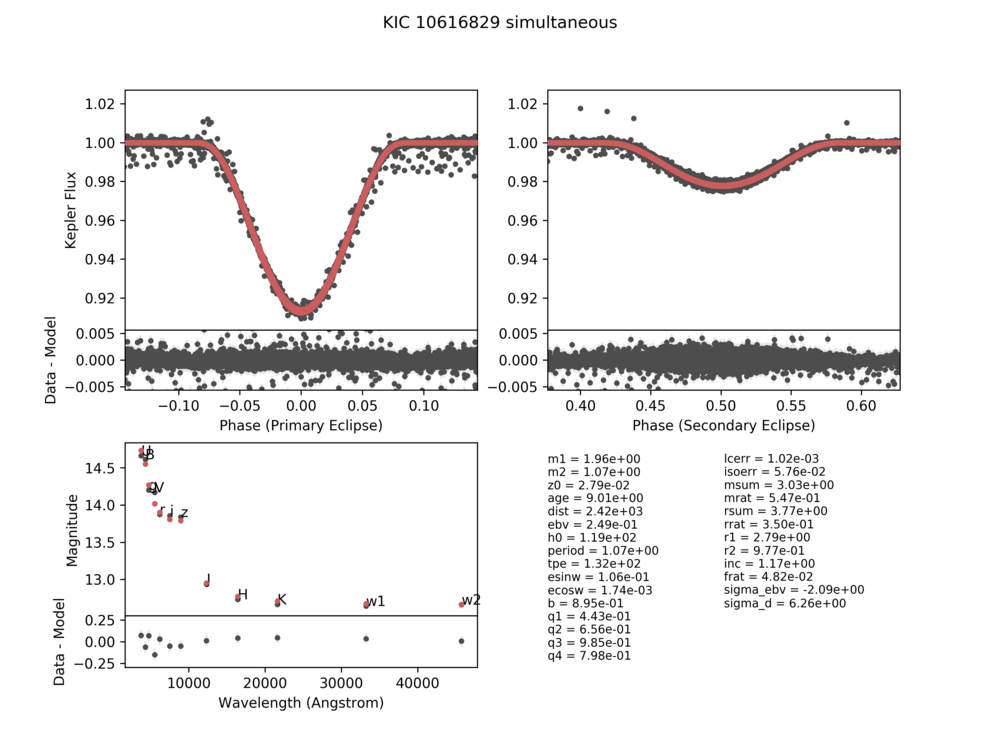 KIC 10616829 simultaneous
1.02
1.00
0.98
0.96
0.94
0.92
Kepler Flux
0.005
0.000
−0.005
Data - Model
−0.10 −0.05 0.00 0.05 0.10
Phase (Primary Eclipse)
1.02
1.00
0.98
0.96
0.94
0.92
0.005
0.000
−0.005
0.40 0.45 0.50 0.55 0.60
Phase (Secondary Eclipse)
14.5
14.0
13.5
13.0
Magnitude
B
V
r i z
J
H
K
w1
w2
0.25
0.00
−0.25
Data - Model
10000 20000 30000 40000
Wavelength (Angstrom)
m1 = 1.96e+00
m2 = 1.07e+00
z0 = 2.79e-02
age = 9.01e+00
dist = 2.42e+03
ebv = 2.49e-01
h0 = 1.19e+02
period = 1.07e+00
tpe = 1.32e+02
esinw = 1.06e-01
ecosw = 1.74e-03
b = 8.95e-01
q1 = 4.43e-01
q2 = 6.56e-01
q3 = 9.85e-01
q4 = 7.98e-01
lcerr = 1.02e-03
isoerr = 5.76e-02
msum = 3.03e+00
mrat = 5.47e-01
rsum = 3.77e+00
rrat = 3.50e-01
r1 = 2.79e+00
r2 = 9.77e-01
inc = 1.17e+00
frat = 4.82e-02
sigma_ebv = -2.09e+00
sigma_d = 6.26e+00